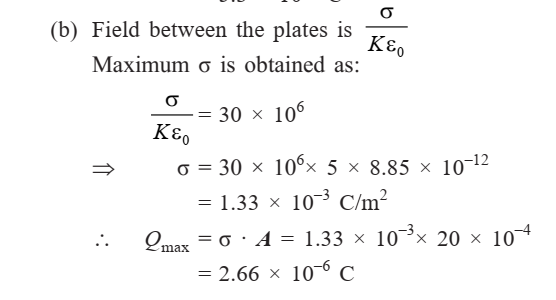 (b) Field between the plates is σ/Kε₀
Maximum σ is obtained as:
σ/Kε₀ = 30 × 10⁶
⇒ σ = 30 × 10⁶× 5 × 8.85 × 10⁻¹²
= 1.33 × 10⁻³ C/m²
∴ Qmax = σ · A = 1.33 × 10⁻³× 20 × 10⁻⁴
= 2.66 × 10⁻⁶ C